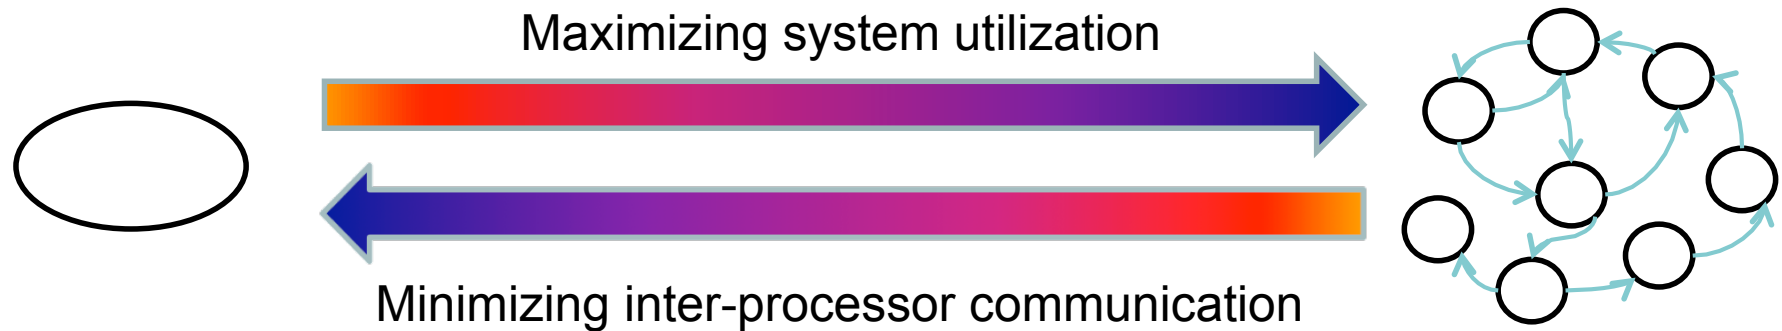 Maximizing system utilization
Minimizing inter-processor communication